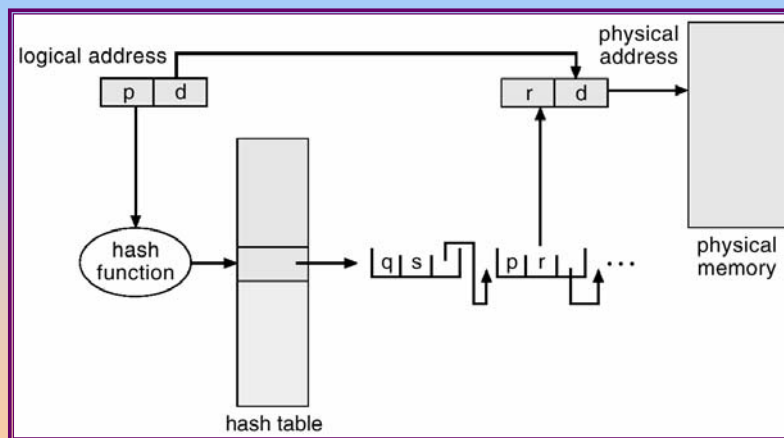 logical address
physical
address
p d
r d
hash
function
q s
p r
...
physical
memory
hash table